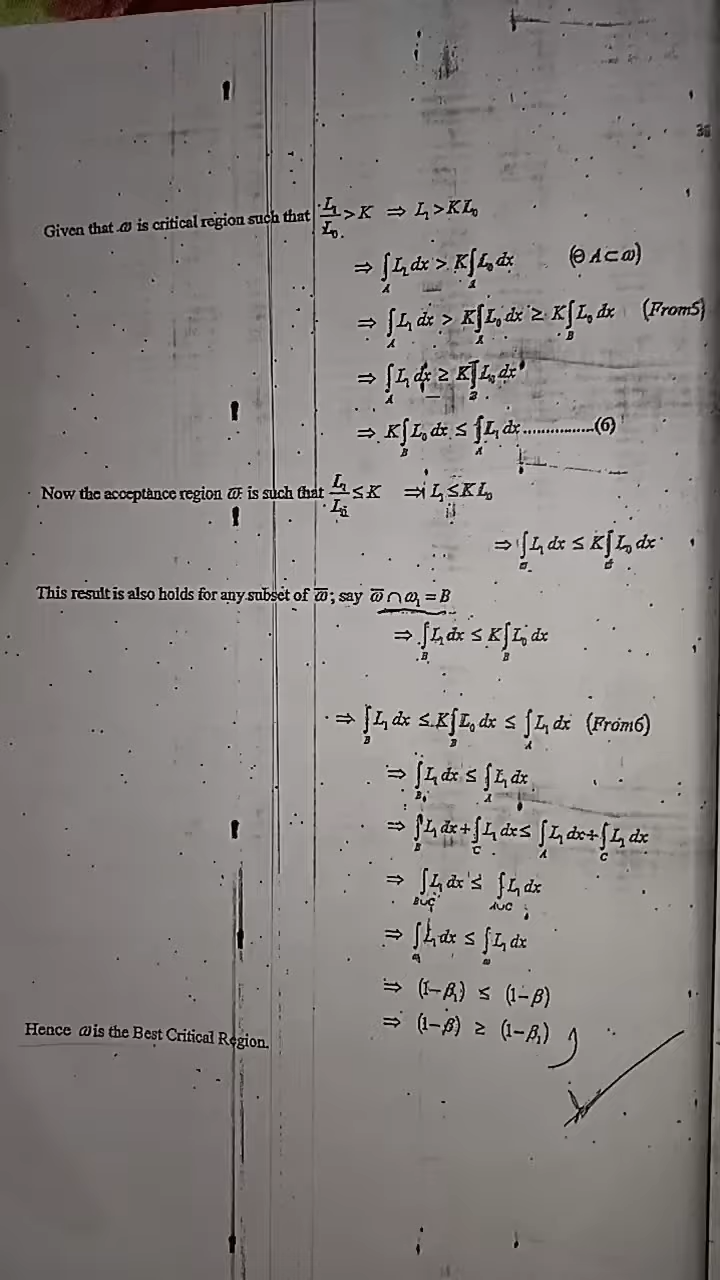 38
Given that ω is critical region such that L₁/L₀ > K ⇒ L₁ > KL₀
⇒ ∫_A L₁ dx > K∫_A L₀ dx (Θ A ⊂ ω)
⇒ ∫_A L₁ dx > K∫_A L₀ dx ≥ K∫_B L₀ dx (From5)
⇒ ∫_A L₁ dx ≥ K∫_B L₀ dx
⇒ K∫_B L₀ dx ≤ ∫_A L₁ dx................(6)
Now the acceptance region ω̅ is such that L₁/L₀ ≤ K ⇒ L₁ ≤ KL₀
⇒ ∫_ω̅ L₁ dx ≤ K∫_ω̅ L₀ dx
This result is also holds for any subset of ω̅; say ω̅ ∩ ω₁ = B
⇒ ∫_B L₁ dx ≤ K∫_B L₀ dx
⇒ ∫_B L₁ dx ≤ K∫_B L₀ dx ≤ ∫_A L₁ dx (From6)
⇒ ∫_B L₁ dx ≤ ∫_A L₁ dx
⇒ ∫_B L₁ dx + ∫_C L₁ dx ≤ ∫_A L₁ dx + ∫_C L₁ dx
⇒ ∫_B∪C L₁ dx ≤ ∫_A∪C L₁ dx
⇒ ∫_ω₁ L₁ dx ≤ ∫_ω L₁ dx
⇒ (1−β₁) ≤ (1−β)
⇒ (1−β) ≥ (1−β₁)
Hence ω is the Best Critical Region.